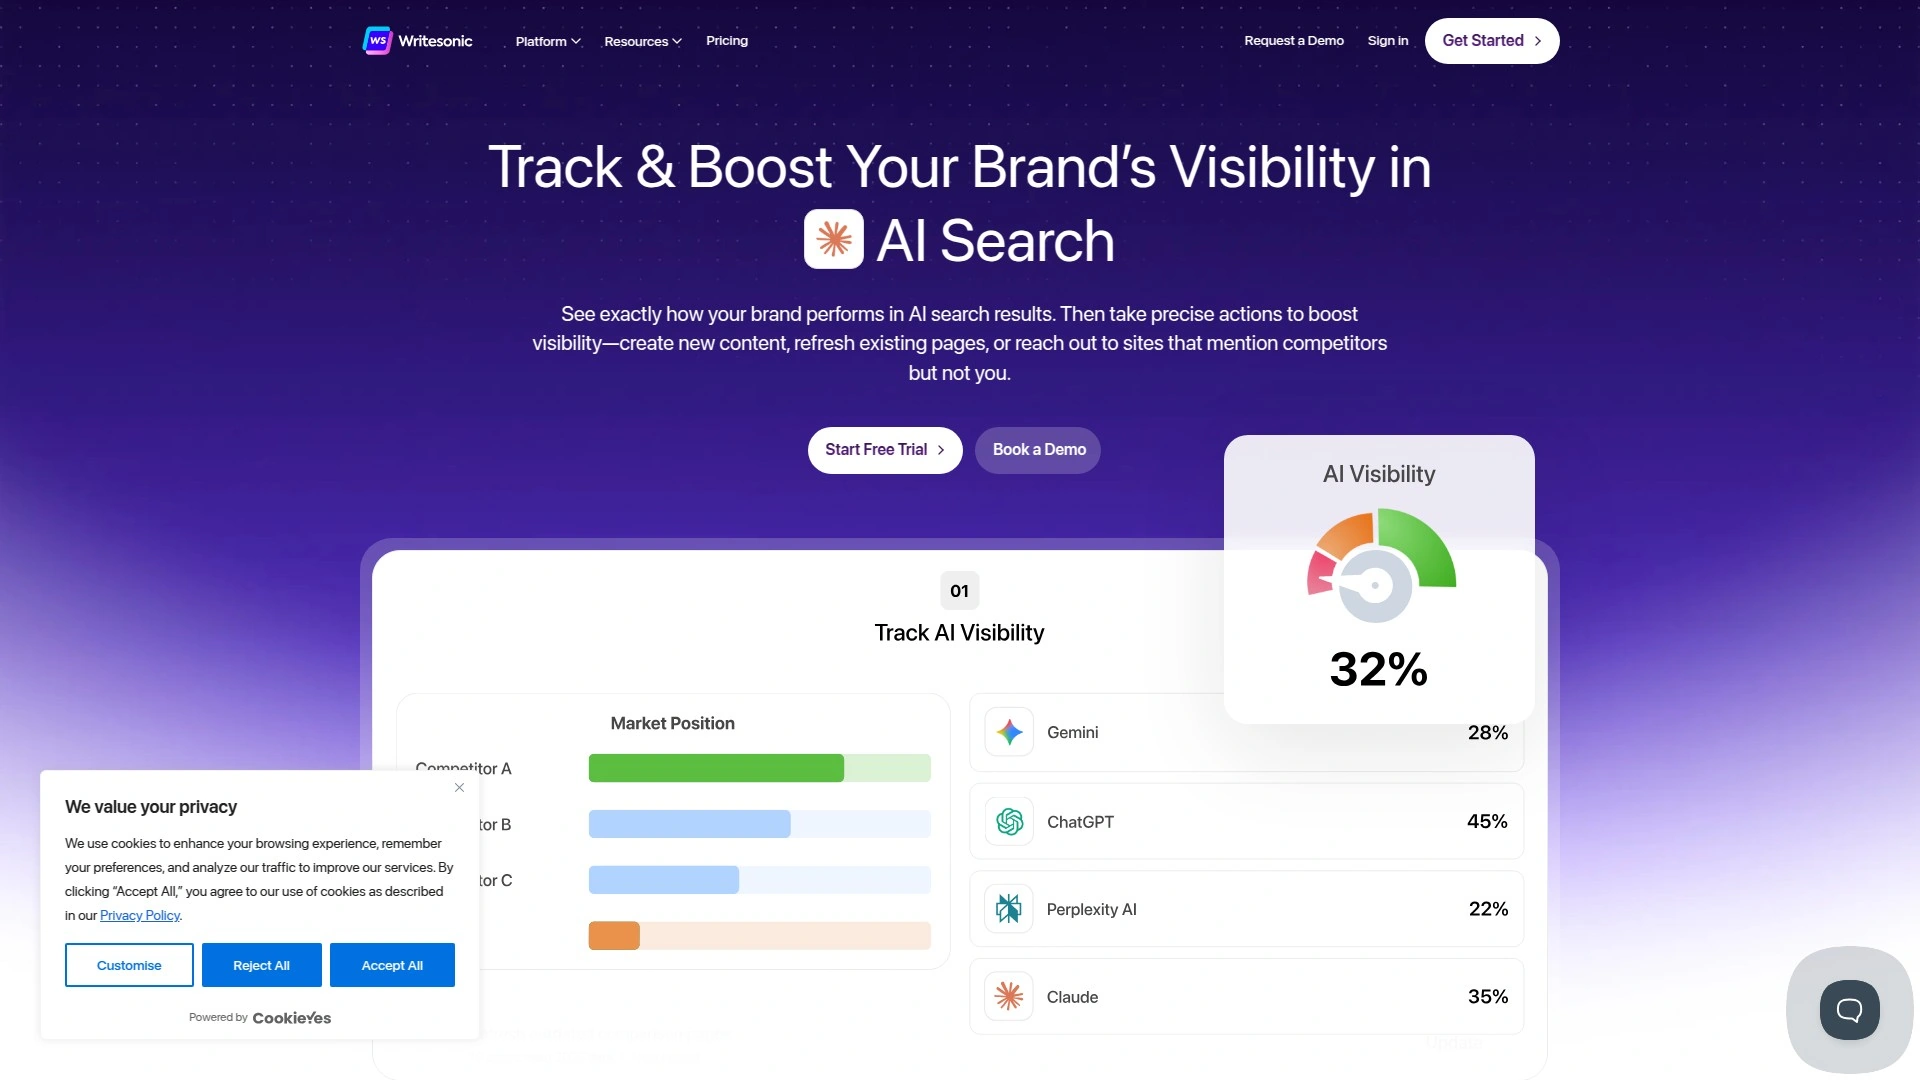 WS Writesonic
Platform
Resources
Pricing
Request a Demo
Sign in
Get Started
Track & Boost Your Brand’s Visibility in
AI Search
See exactly how your brand performs in AI search results. Then take precise actions to boost
visibility—create new content, refresh existing pages, or reach out to sites that mention competitors
but not you.
Start Free Trial
Book a Demo
AI Visibility
32%
01
Track AI Visibility
Market Position
Competitor A
tor B
tor C
Gemini
28%
ChatGPT
45%
Perplexity AI
22%
Claude
35%
We value your privacy
We use cookies to enhance your browsing experience, remember
your preferences, and analyze our traffic to improve our services. By
clicking “Accept All,” you agree to our use of cookies as described
in our Privacy Policy.
Customise
Reject All
Accept All
Powered by CookieYes
Update